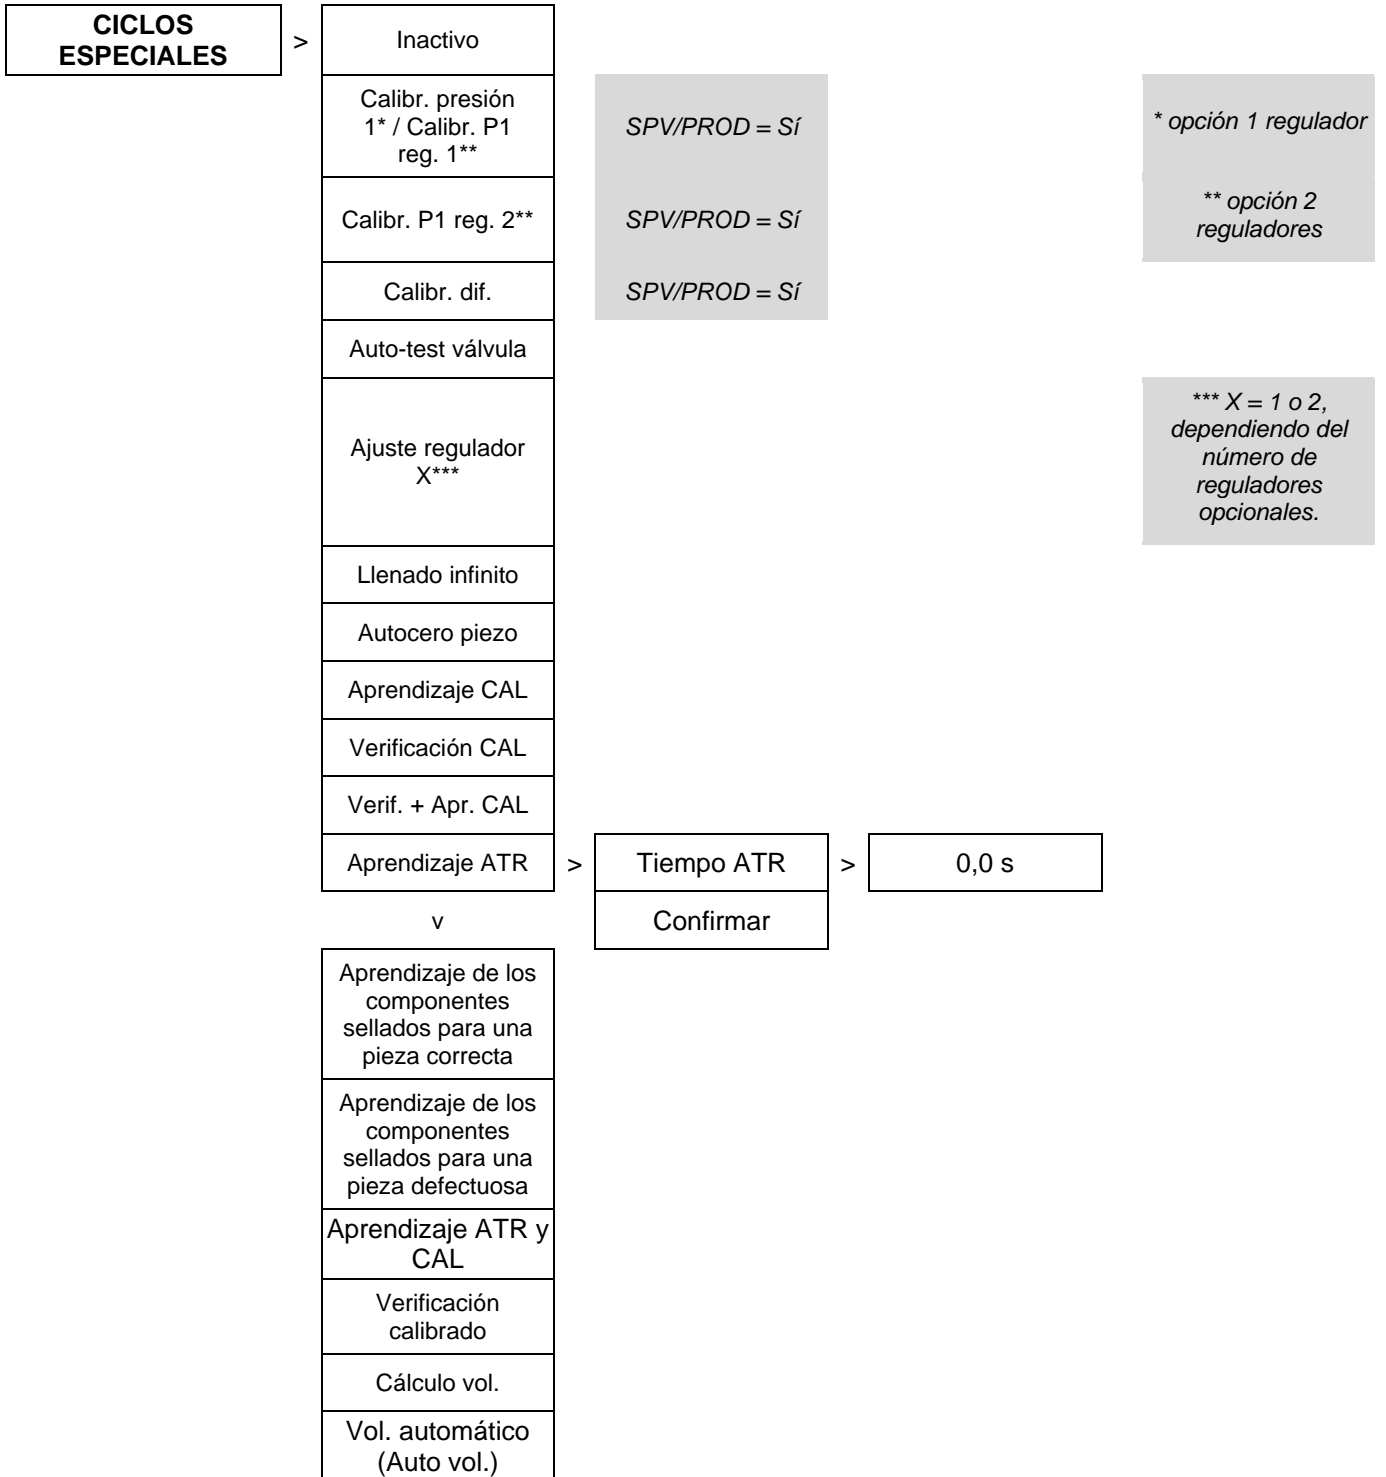 CICLOS
ESPECIALES
>
Inactivo
Calibr. presión
1* / Calibr. P1
reg. 1**
SPV/PROD = Sí
* opción 1 regulador
Calibr. P1 reg. 2**
SPV/PROD = Sí
** opción 2
reguladores
Calibr. dif.
SPV/PROD = Sí
Auto-test válvula
Ajuste regulador
X***
*** X = 1 o 2,
dependiendo del
número de
reguladores
opcionales.
Llenado infinito
Autocero piezo
Aprendizaje CAL
Verificación CAL
Verif. + Apr. CAL
Aprendizaje ATR
>
Tiempo ATR
>
0,0 s
v
Confirmar
Aprendizaje de los
componentes
sellados para una
pieza correcta
Aprendizaje de los
componentes
sellados para una
pieza defectuosa
Aprendizaje ATR y
CAL
Verificación
calibrado
Cálculo vol.
Vol. automático
(Auto vol.)